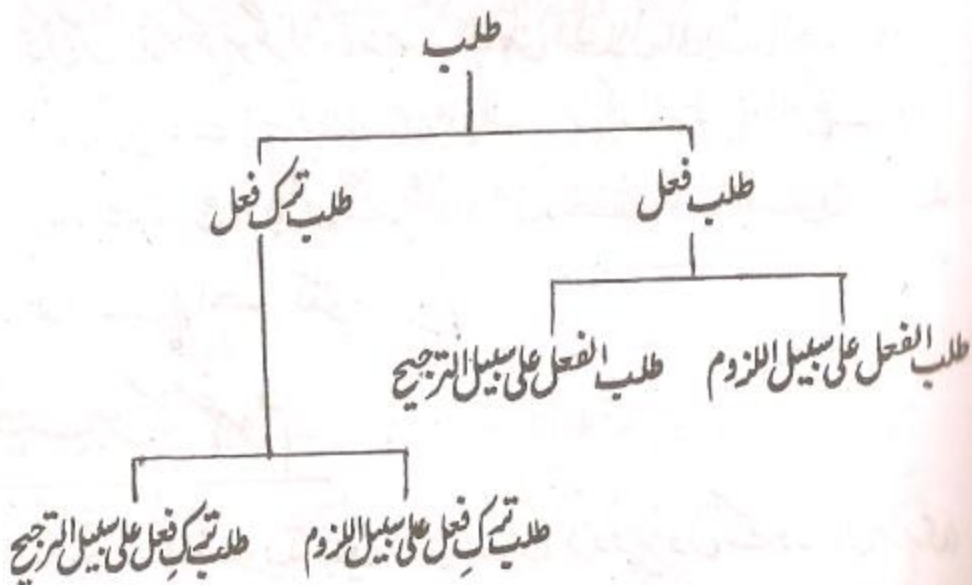 طلب
طلب فعل
طلب ترک فعل
طلب الفعل علی سبیل اللزوم
طلب الفعل علی سبیل الترجیح
طلب ترکِ فعل علی سبیل اللزوم
طلب ترکِ فعل علی سبیل الترجیح